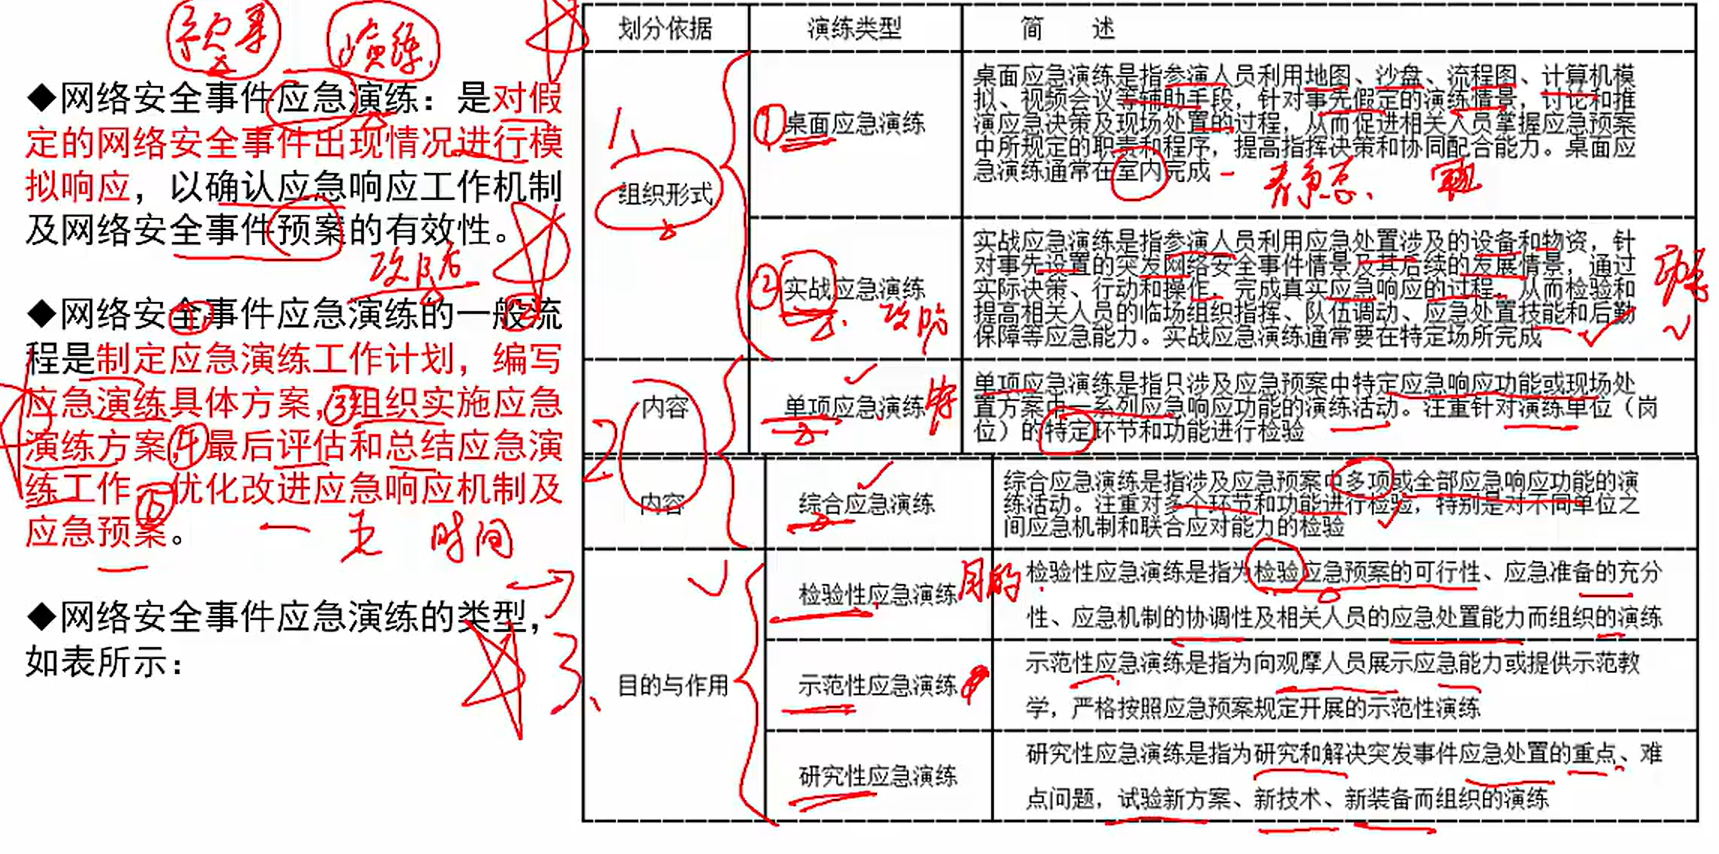 演练
◆网络安全事件应急演练：是对假
定的网络安全事件出现情况进行模
拟响应，以确认应急响应工作机制
及网络安全事件预案的有效性。
攻防
◆网络安全事件应急演练的一般流
程是制定应急演练工作计划，编写
应急演练具体方案，③组织实施应急
演练方案，④最后评估和总结应急演
练工作，⑤优化改进应急响应机制及
应急预案。
时间
◆网络安全事件应急演练的类型，
如表所示：
划分依据 演练类型 简 述
1、
组织形式
①桌面应急演练
桌面应急演练是指参演人员利用地图、沙盘、流程图、计算机模
拟、视频会议等辅助手段，针对事先假定的演练情景，讨论和推
演应急决策及现场处置的过程，从而促进相关人员掌握应急预案
中所规定的职责和程序，提高指挥决策和协同配合能力。桌面应
急演练通常在室内完成
②实战应急演练
攻防
实战应急演练是指参演人员利用应急处置涉及的设备和物资，针
对事先设置的突发网络安全事件情景及其后续的发展情景，通过
实际决策、行动和操作，完成真实应急响应的过程，从而检验和
提高相关人员的临场组织指挥、队伍调动、应急处置技能和后勤
保障等应急能力。实战应急演练通常要在特定场所完成
2
内容
单项应急演练
单项应急演练是指只涉及应急预案中特定应急响应功能或现场处
置方案中一系列应急响应功能的演练活动。注重针对演练单位（岗
位）的特定环节和功能进行检验
内容
综合应急演练
综合应急演练是指涉及应急预案中多项或全部应急响应功能的演
练活动。注重对多个环节和功能进行检验，特别是对不同单位之
间应急机制和联合应对能力的检验
3、
目的与作用
检验性应急演练
目的
检验性应急演练是指为检验应急预案的可行性、应急准备的充分
性、应急机制的协调性及相关人员的应急处置能力而组织的演练
示范性应急演练
示范性应急演练是指为向观摩人员展示应急能力或提供示范教
学，严格按照应急预案规定开展的示范性演练
研究性应急演练
研究性应急演练是指为研究和解决突发事件应急处置的重点、难
点问题，试验新方案、新技术、新装备而组织的演练